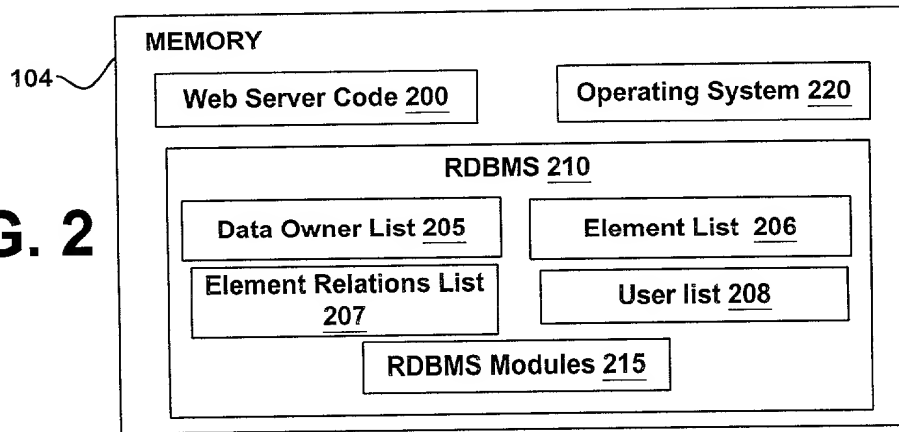 MEMORY
104
Web Server Code 200
Operating System 220
RDBMS 210
G. 2
Data Owner List 205
Element List 206
Element Relations List
207
User list 208
RDBMS Modules 215